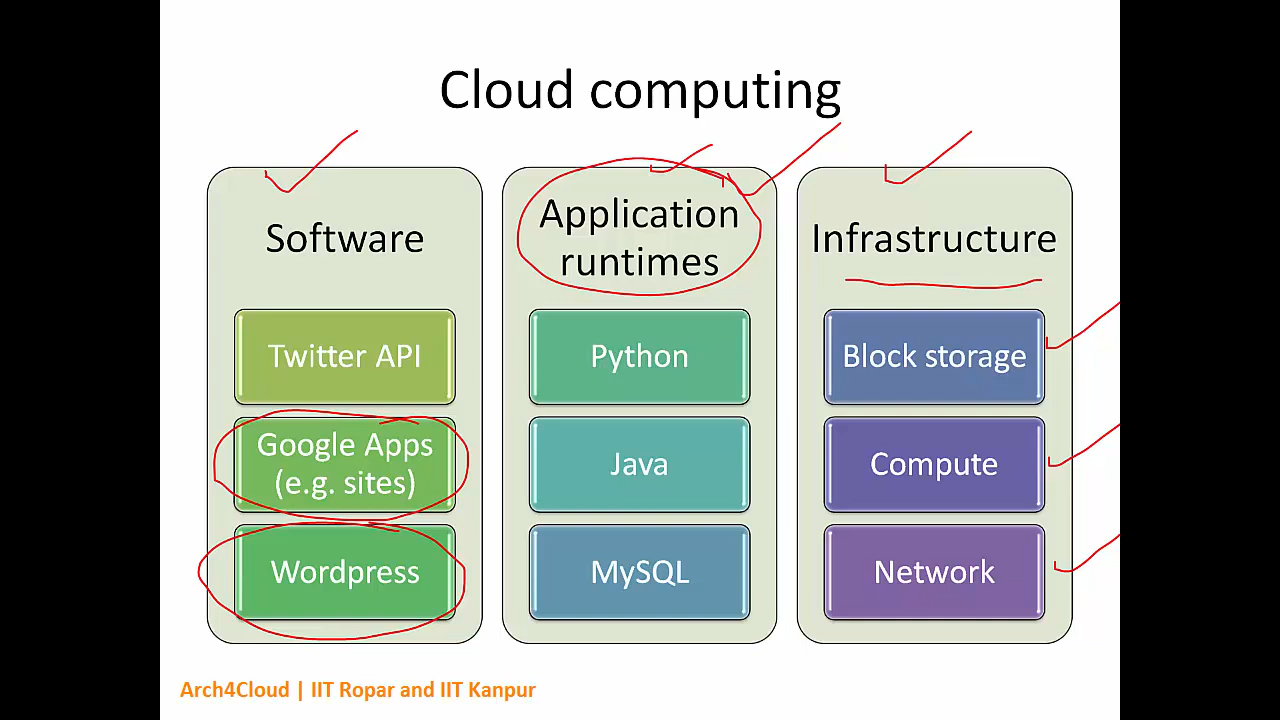 Cloud computing
Software
Twitter API
Google Apps
(e.g. sites)
Wordpress
Application
runtimes
Python
Java
MySQL
Infrastructure
Block storage
Compute
Network
Arch4Cloud | IIT Ropar and IIT Kanpur